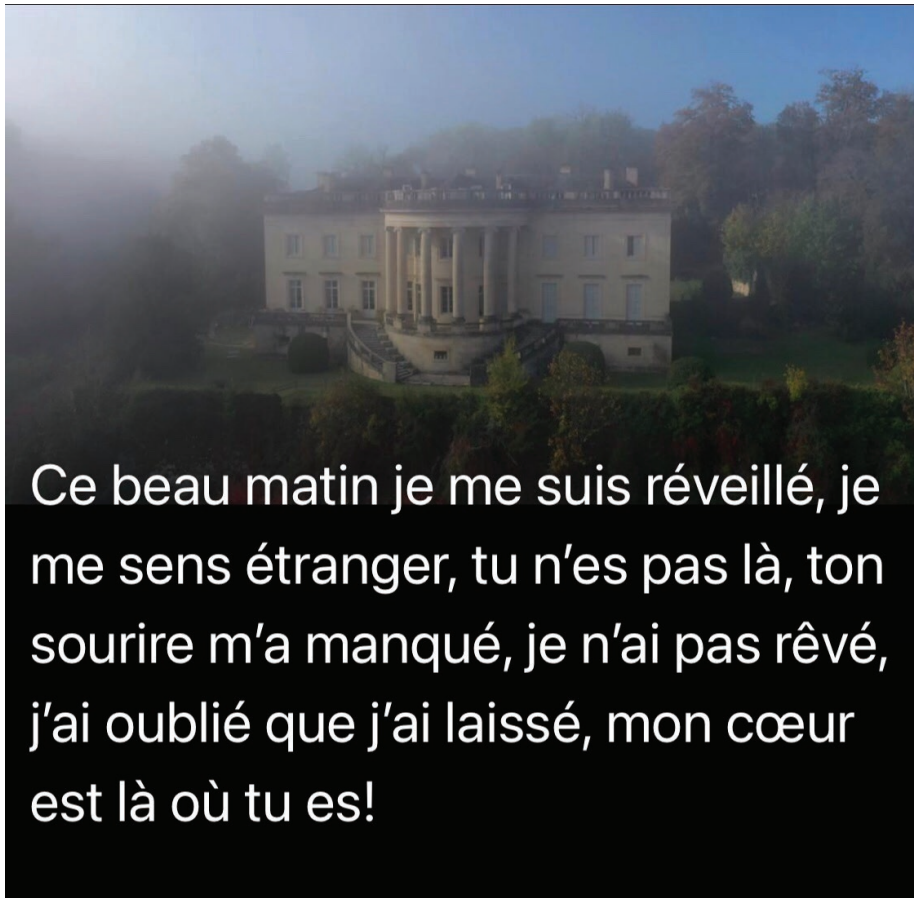 Ce beau matin je me suis réveillé, je
me sens étranger, tu n’es pas là, ton
sourire m’a manqué, je n’ai pas rêvé,
j’ai oublié que j’ai laissé, mon cœur
est là où tu es!